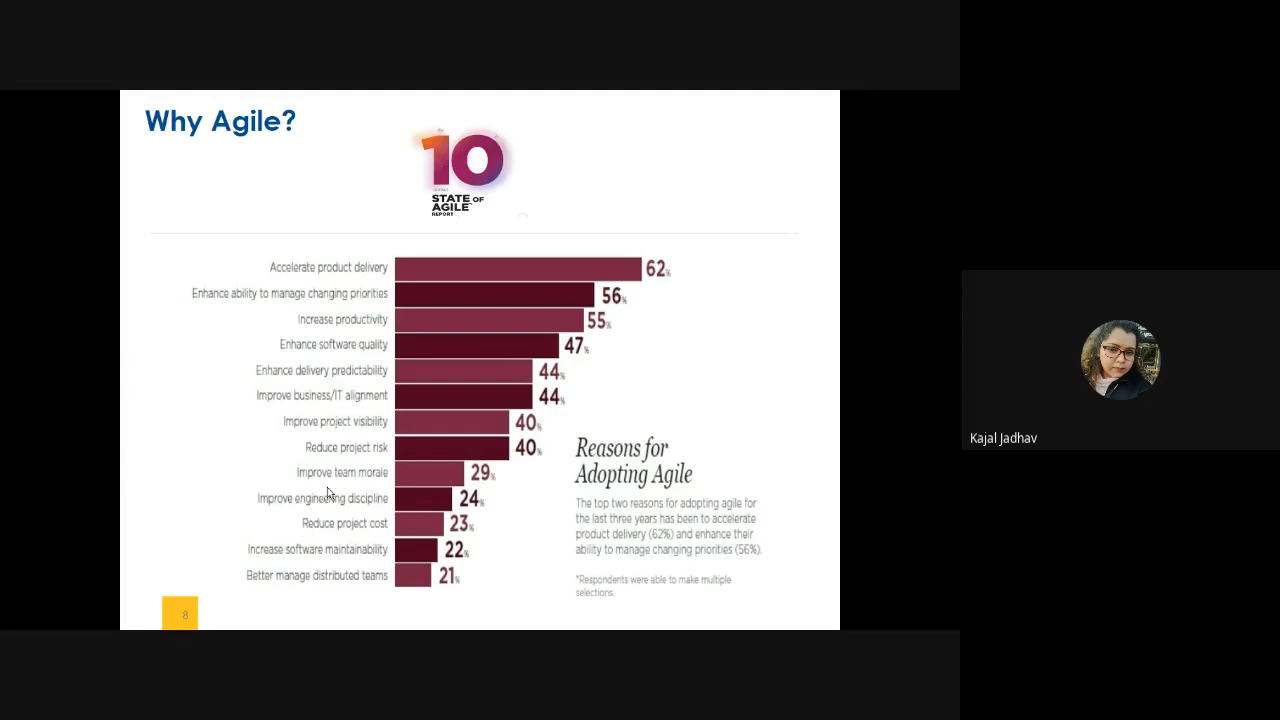 Why Agile?
10
STATE OF
AGILE
REPORT
Accelerate product delivery 62%
Enhance ability to manage changing priorities 56%
Increase productivity 55%
Enhance software quality 47%
Enhance delivery predictability 44%
Improve business/IT alignment 44%
Improve project visibility 40%
Reduce project risk 40%
Improve team morale 29%
Improve engineering discipline 24%
Reduce project cost 23%
Increase software maintainability 22%
Better manage distributed teams 21%
Reasons for
Adopting Agile
The top two reasons for adopting agile for
the last three years has been to accelerate
product delivery (62%) and enhance their
ability to manage changing priorities (56%).
*Respondents were able to make multiple
selections.
8
Kajal Jadhav